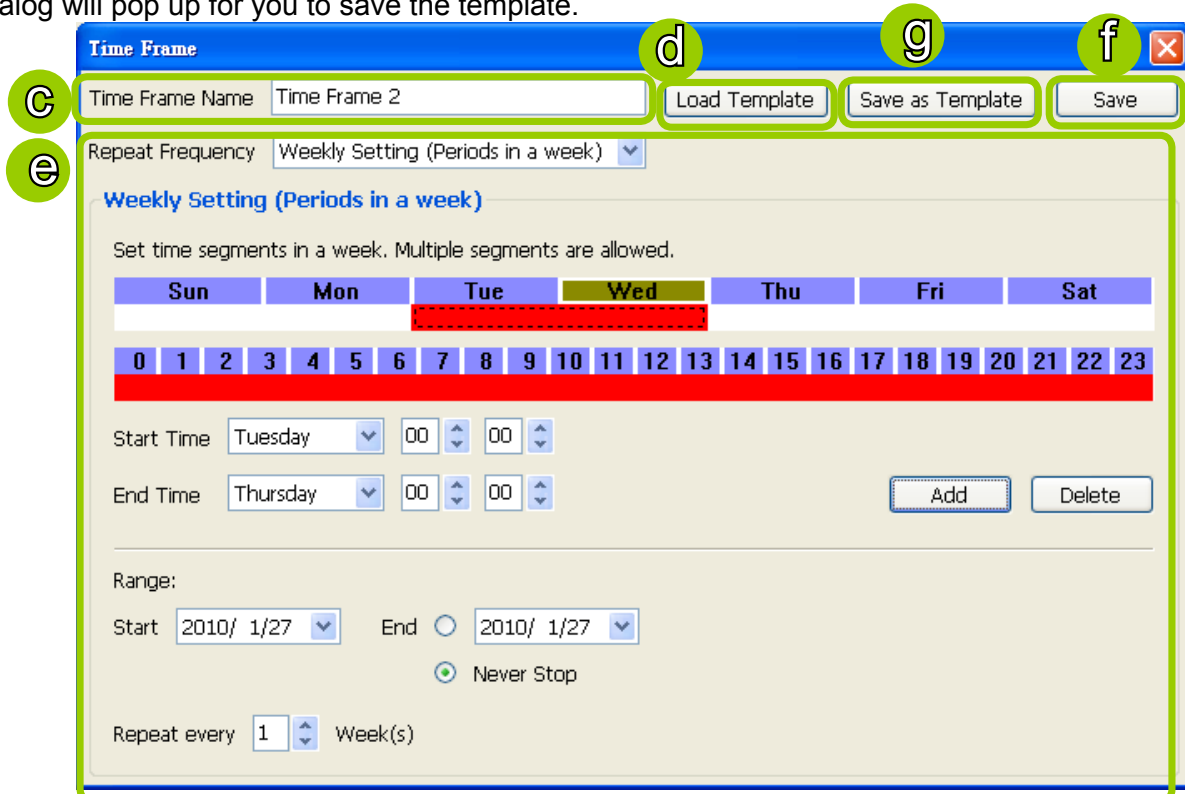 alog will pop up for you to save the template.
d g f
Time Frame
c Time Frame Name Time Frame 2 Load Template Save as Template Save
e Repeat Frequency Weekly Setting (Periods in a week)
Weekly Setting (Periods in a week)
Set time segments in a week. Multiple segments are allowed.
Sun Mon Tue Wed Thu Fri Sat
0 1 2 3 4 5 6 7 8 9 10 11 12 13 14 15 16 17 18 19 20 21 22 23
Start Time Tuesday 00 00
End Time Thursday 00 00 Add Delete
Range:
Start 2010/ 1/27 End 2010/ 1/27
Never Stop
Repeat every 1 Week(s)